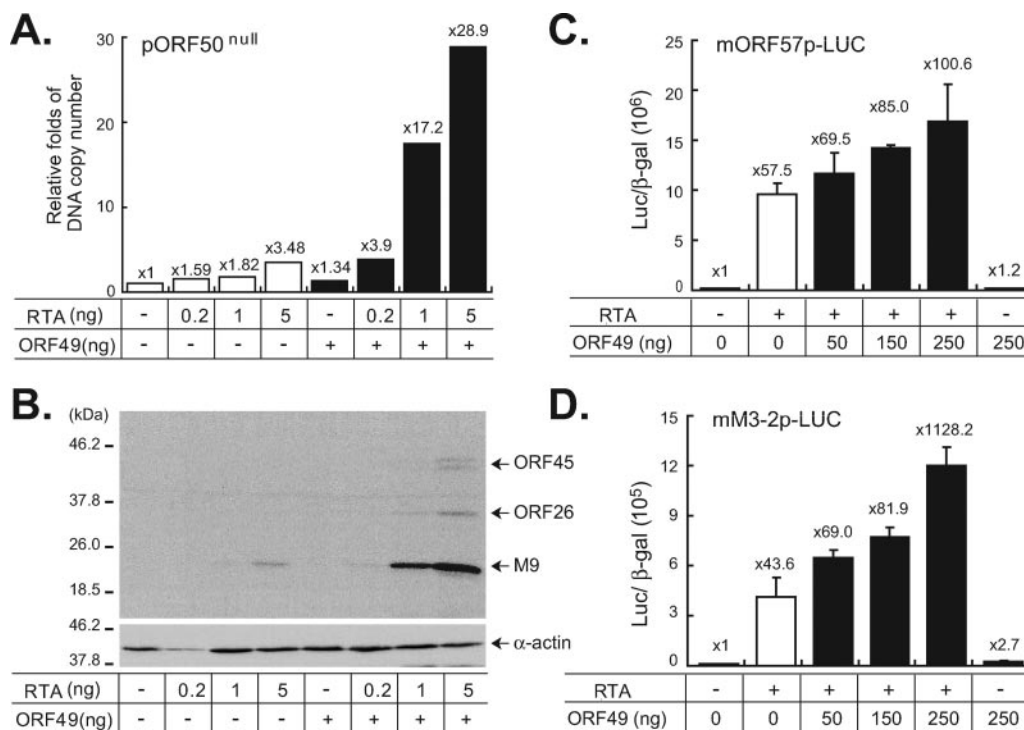 A.
pORF50 null
Relative folds of
DNA copy number
30
20
10
0
x1
x1.59
x1.82
x3.48
x1.34
x3.9
x17.2
x28.9
RTA (ng) - 0.2 1 5 - 0.2 1 5
ORF49(ng) - - - - + + + +
B.
(kDa)
46.2
37.8
26.0
18.5
46.2
37.8
ORF45
ORF26
M9
α-actin
RTA (ng) - 0.2 1 5 - 0.2 1 5
ORF49(ng) - - - - + + + +
C.
mORF57p-LUC
Luc/β-gal (10⁶)
25
20
15
10
5
0
x1
x57.5
x69.5
x85.0
x100.6
x1.2
RTA - + + + + -
ORF49 (ng) 0 0 50 150 250 250
D.
mM3-2p-LUC
Luc/ β-gal (10⁵)
15
12
9
6
3
0
x1
x43.6
x69.0
x81.9
x1128.2
x2.7
RTA - + + + + -
ORF49 (ng) 0 0 50 150 250 250